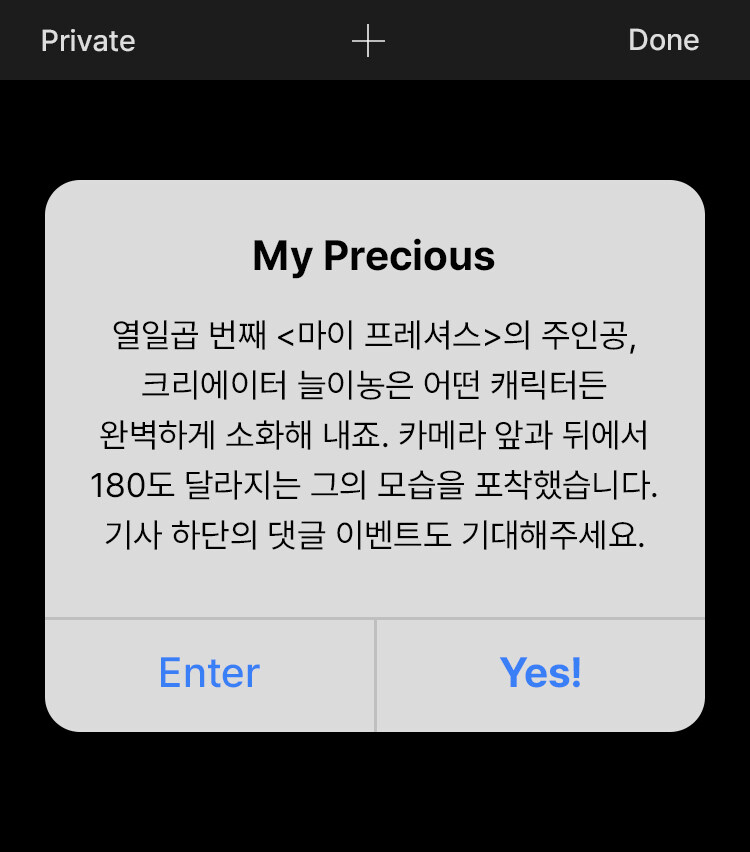 Private
Done
My Precious
열일곱 번째 <마이 프레셔스>의 주인공,
크리에이터 늘이농은 어떤 캐릭터든
완벽하게 소화해 내죠. 카메라 앞과 뒤에서
180도 달라지는 그의 모습을 포착했습니다.
기사 하단의 댓글 이벤트도 기대해주세요.
Enter
Yes!